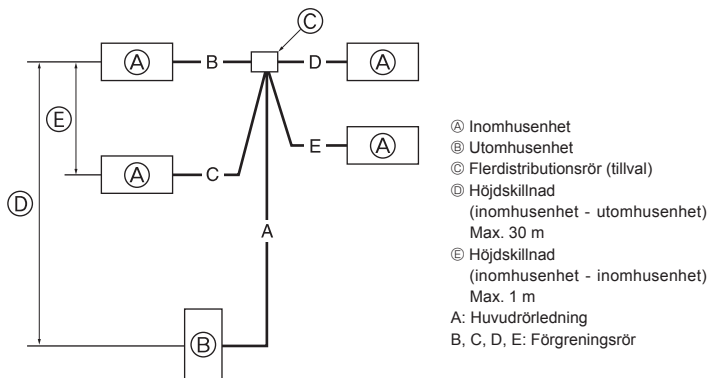 Ⓒ
Ⓐ B D Ⓐ
Ⓔ
Ⓐ C E Ⓐ
Ⓓ
A
Ⓑ
Ⓐ Inomhusenhet
Ⓑ Utomhusenhet
Ⓒ Flerdistributionsrör (tillval)
Ⓓ Höjdskillnad
(inomhusenhet - utomhusenhet)
Max. 30 m
Ⓔ Höjdskillnad
(inomhusenhet - inomhusenhet)
Max. 1 m
A: Huvudrörledning
B, C, D, E: Förgreningsrör